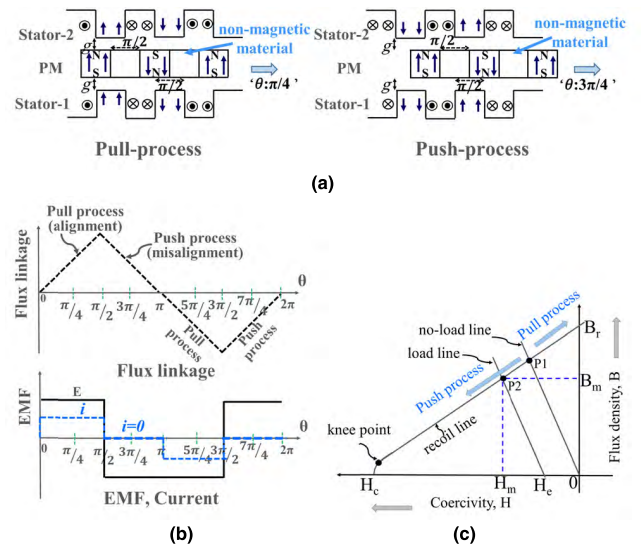 Stator-2
PM
Stator-1
g
g
π/2
π/2
N
S
S
N
N
S
non-magnetic
material
'θ:π/4 '
Pull-process
Stator-2
PM
Stator-1
g
g
π/2
π/2
N
S
S
N
N
S
non-magnetic
material
'θ:3π/4 '
Push-process
(a)
Pull process
(alignment)
Push process
(misalignment)
Flux linkage
θ
0
π/4
π/2
3π/4
π
5π/4
3π/2
7π/4
2π
Pull
process
Push
process
Flux linkage
EMF
E
i
i=0
θ
0
π/4
π/2
3π/4
π
5π/4
3π/2
7π/4
2π
EMF, Current
(b)
Pull process
no-load line
load line
Push process
P1
P2
knee point
recoil line
Br
Bm
Flux density, B
Hc
Hm
He
0
Coercivity, H
(c)